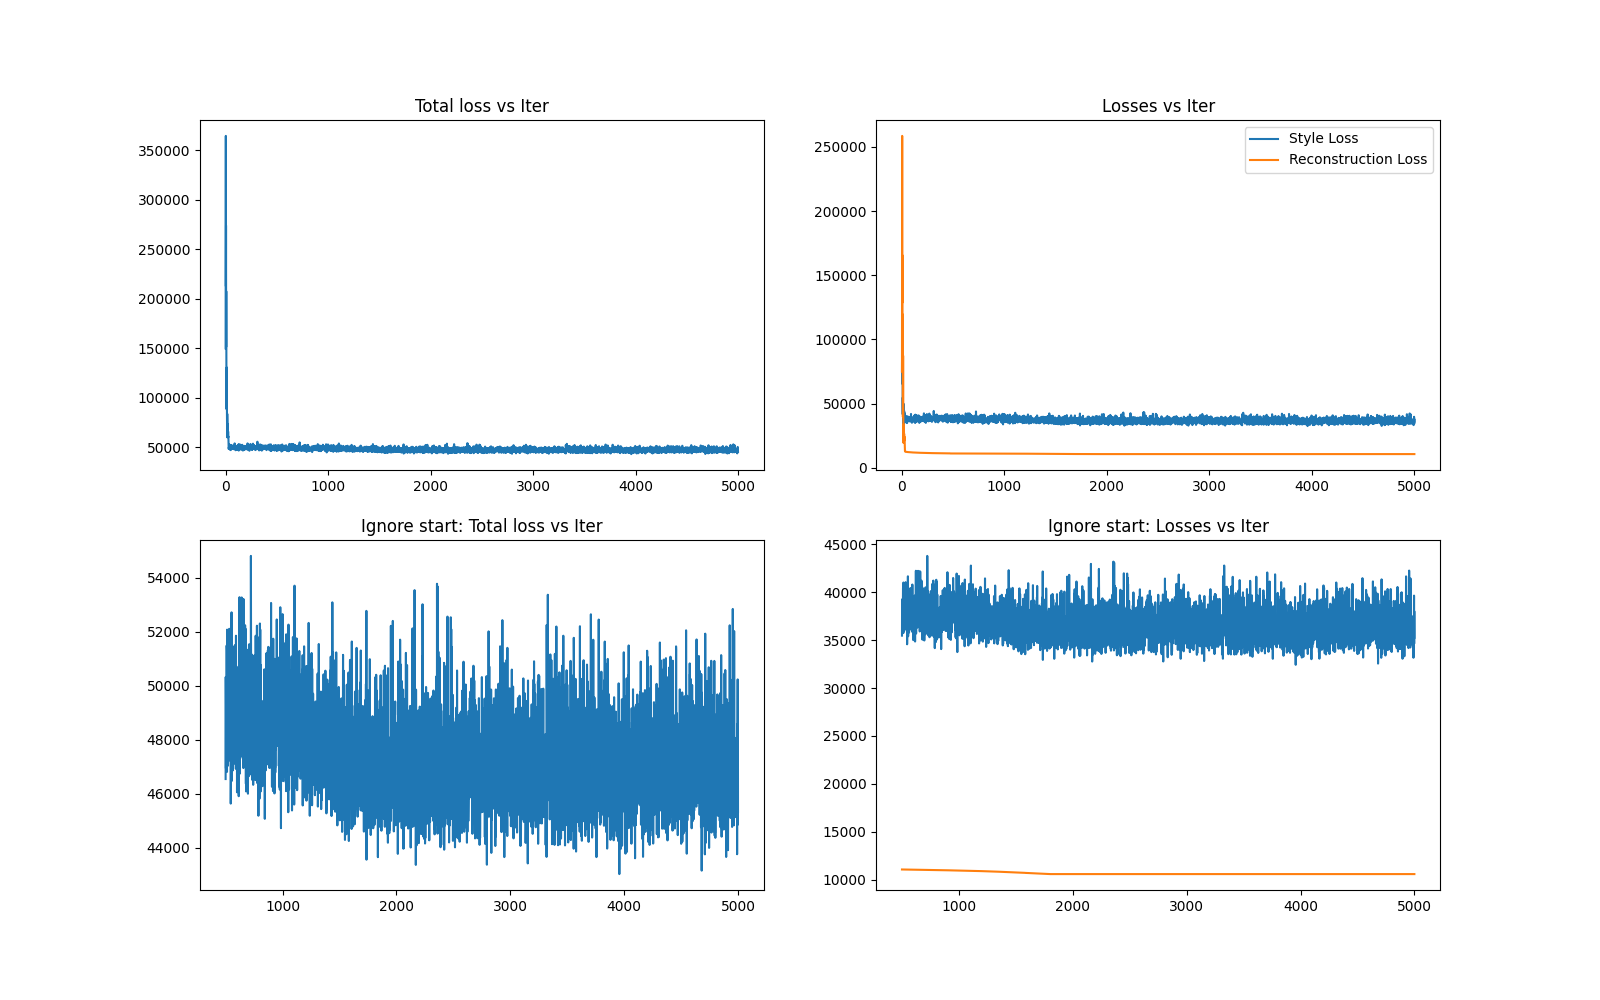 Total loss vs Iter
350000
300000
250000
200000
150000
100000
50000
0 1000 2000 3000 4000 5000
Losses vs Iter
Style Loss
Reconstruction Loss
250000
200000
150000
100000
50000
0
0 1000 2000 3000 4000 5000
Ignore start: Total loss vs Iter
54000
52000
50000
48000
46000
44000
1000 2000 3000 4000 5000
Ignore start: Losses vs Iter
45000
40000
35000
30000
25000
20000
15000
10000
1000 2000 3000 4000 5000